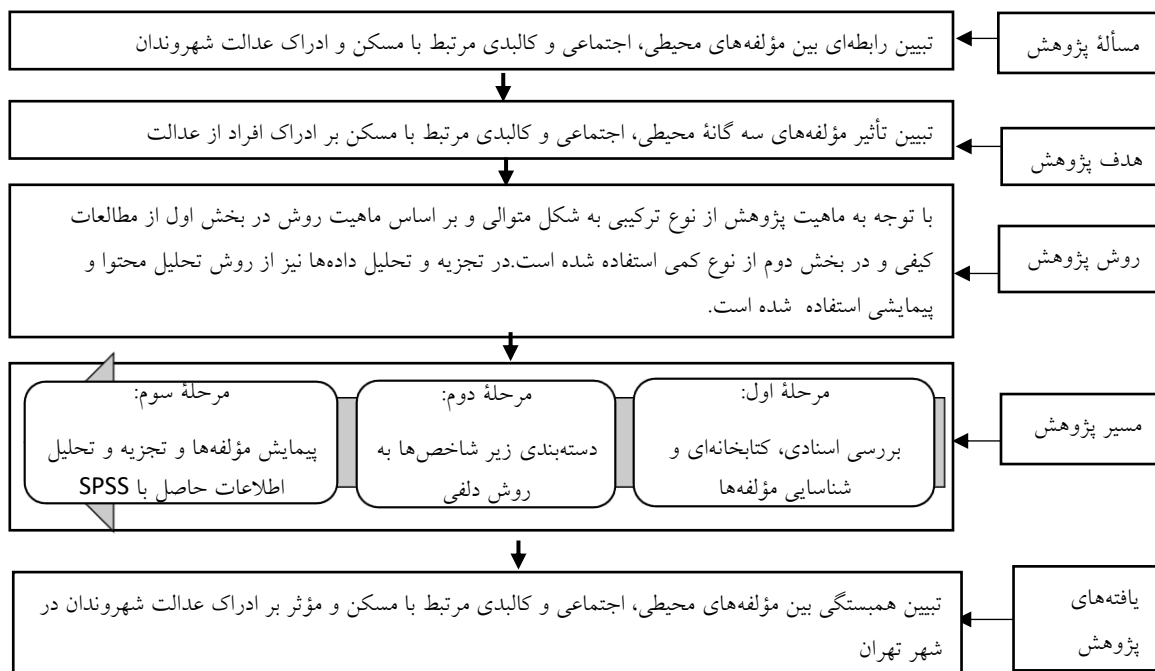 مسألهٔ پژوهش
تبیین رابطه‌ای بین مؤلفه‌های محیطی، اجتماعی و کالبدی مرتبط با مسکن و ادراک عدالت شهروندان
هدف پژوهش
تبیین تأثیر مؤلفه‌های سه گانهٔ محیطی، اجتماعی و کالبدی مرتبط با مسکن بر ادراک افراد از عدالت
روش پژوهش
با توجه به ماهیت پژوهش از نوع ترکیبی به شکل متوالی و بر اساس ماهیت روش در بخش اول از مطالعات
کیفی و در بخش دوم از نوع کمی استفاده شده است.در تجزیه و تحلیل داده‌ها نیز از روش تحلیل محتوا و
پیمایشی استفاده شده است.
مسیر پژوهش
مرحلهٔ اول:
بررسی اسنادی، کتابخانه‌ای و
شناسایی مؤلفه‌ها
مرحلهٔ دوم:
دسته‌بندی زیر شاخص‌ها به
روش دلفی
مرحلهٔ سوم:
پیمایش مؤلفه‌ها و تجزیه و تحلیل
اطلاعات حاصل با SPSS
یافته‌های
پژوهش
تبیین همبستگی بین مؤلفه‌های محیطی، اجتماعی و کالبدی مرتبط با مسکن و مؤثر بر ادراک عدالت شهروندان در
شهر تهران